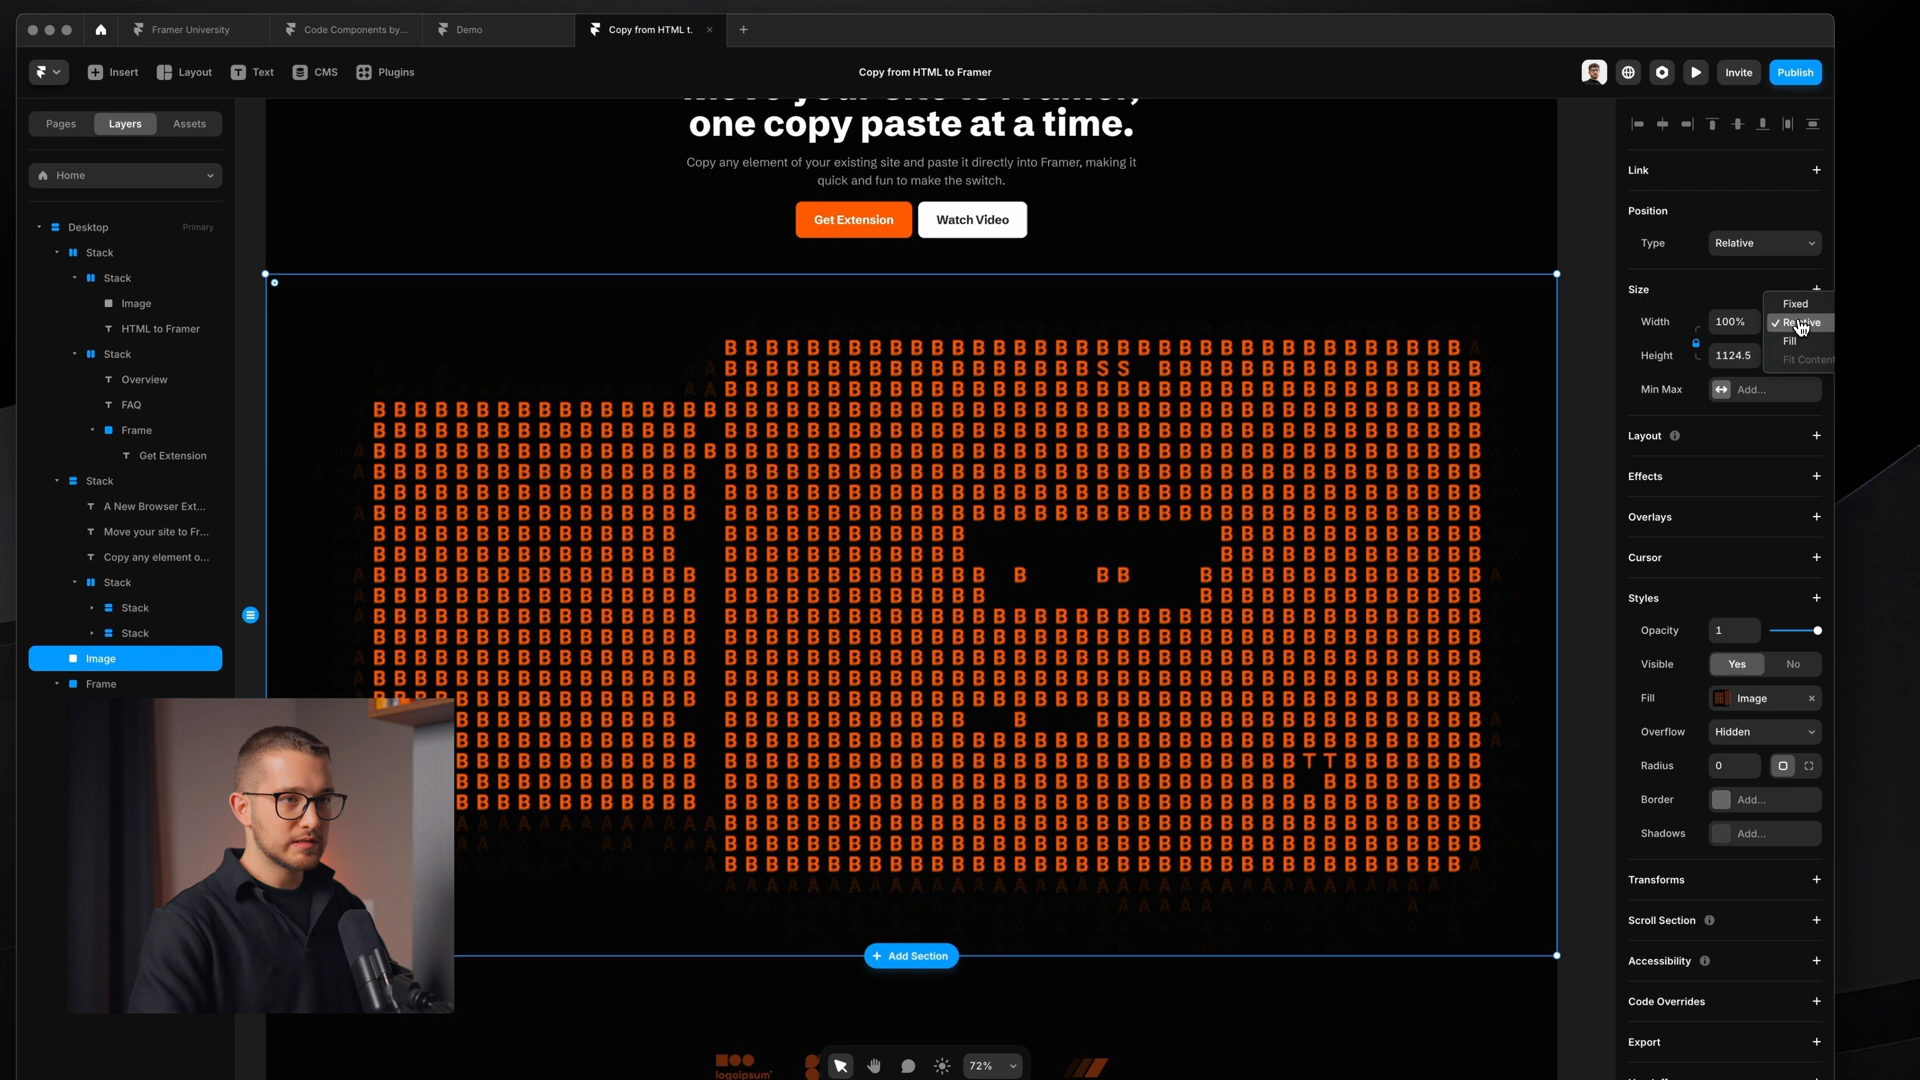 Framer University
Code Components by...
Demo
Copy from HTML t.
Insert
Layout
Text
CMS
Plugins
Copy from HTML to Framer
Invite
Publish
Pages
Layers
Assets
Home
Desktop
Primary
Stack
Stack
Image
HTML to Framer
Stack
Overview
FAQ
Frame
Get Extension
Stack
A New Browser Ext...
Move your site to Fr...
Copy any element o...
Stack
Stack
Stack
Image
Frame
Move your site to Framer,
one copy paste at a time.
Copy any element of your existing site and paste it directly into Framer, making it
quick and fun to make the switch.
Get Extension
Watch Video
Add Section
logoipsum
72%
Link
Position
Type
Relative
Size
Fixed
Width
100%
Relative
Fill
Height
1124.5
Fit Content
Min Max
Add...
Layout
Effects
Overlays
Cursor
Styles
Opacity
1
Visible
Yes
No
Fill
Image
Overflow
Hidden
Radius
0
Border
Add...
Shadows
Add...
Transforms
Scroll Section
Accessibility
Code Overrides
Export